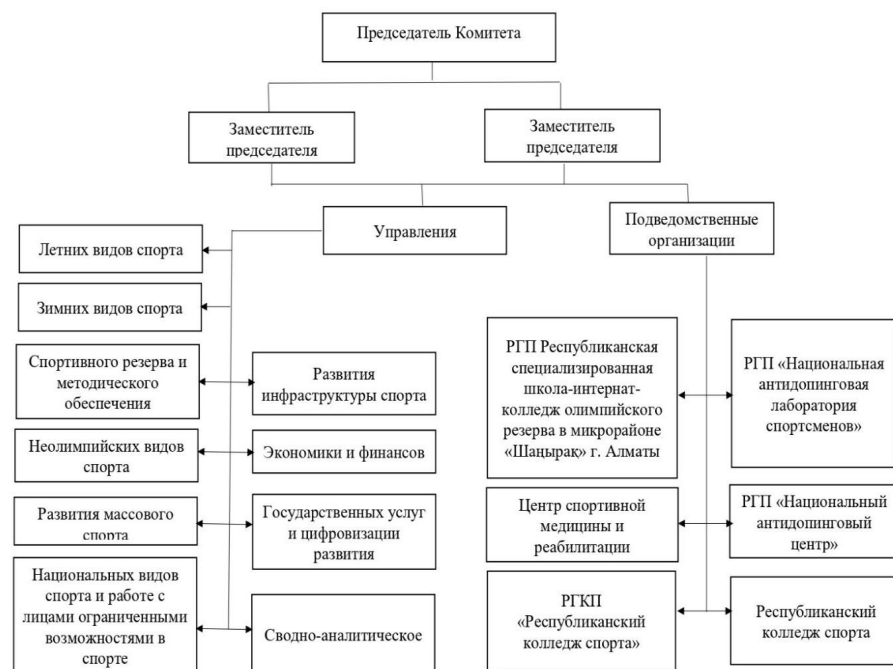 Председатель Комитета
Заместитель
председателя
Заместитель
председателя
Управления
Подведомственные
организации
Летних видов спорта
Зимних видов спорта
Спортивного резерва и
методического
обеспечения
Неолимпийских видов
спорта
Развития массового
спорта
Национальных видов
спорта и работе с
лицами ограниченными
возможностями в
спорте
Развития
инфраструктуры спорта
Экономики и финансов
Государственных услуг
и цифровизации
развития
Сводно-аналитическое
РГП Республиканская
специализированная
школа-интернат-
колледж олимпийского
резерва в микрорайоне
«Шаңырақ» г. Алматы
Центр спортивной
медицины и
реабилитации
РГКП
«Республиканский
колледж спорта»
РГП «Национальная
антидопинговая
лаборатория
спортсменов»
РГП «Национальный
антидопинговый
центр»
Республиканский
колледж спорта